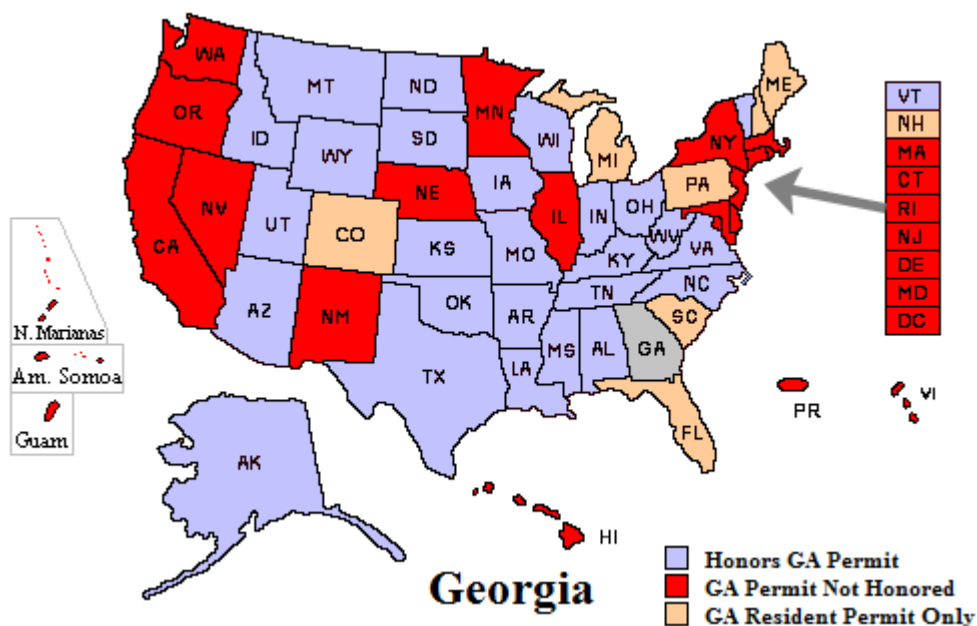 WA
MT
ND
MN
ME
VT
OR
ID
SD
WI
NY
NH
WY
MI
MA
NE
IA
PA
CT
NV
UT
IL
IN
OH
RI
CA
CO
KS
MO
WV
VA
NJ
KY
DE
AZ
NM
OK
AR
TN
NC
MD
SC
DC
N. Marianas
MS
AL
GA
TX
LA
Am. Somoa
PR
VI
Guam
FL
AK
HI
Georgia
Honors GA Permit
GA Permit Not Honored
GA Resident Permit Only